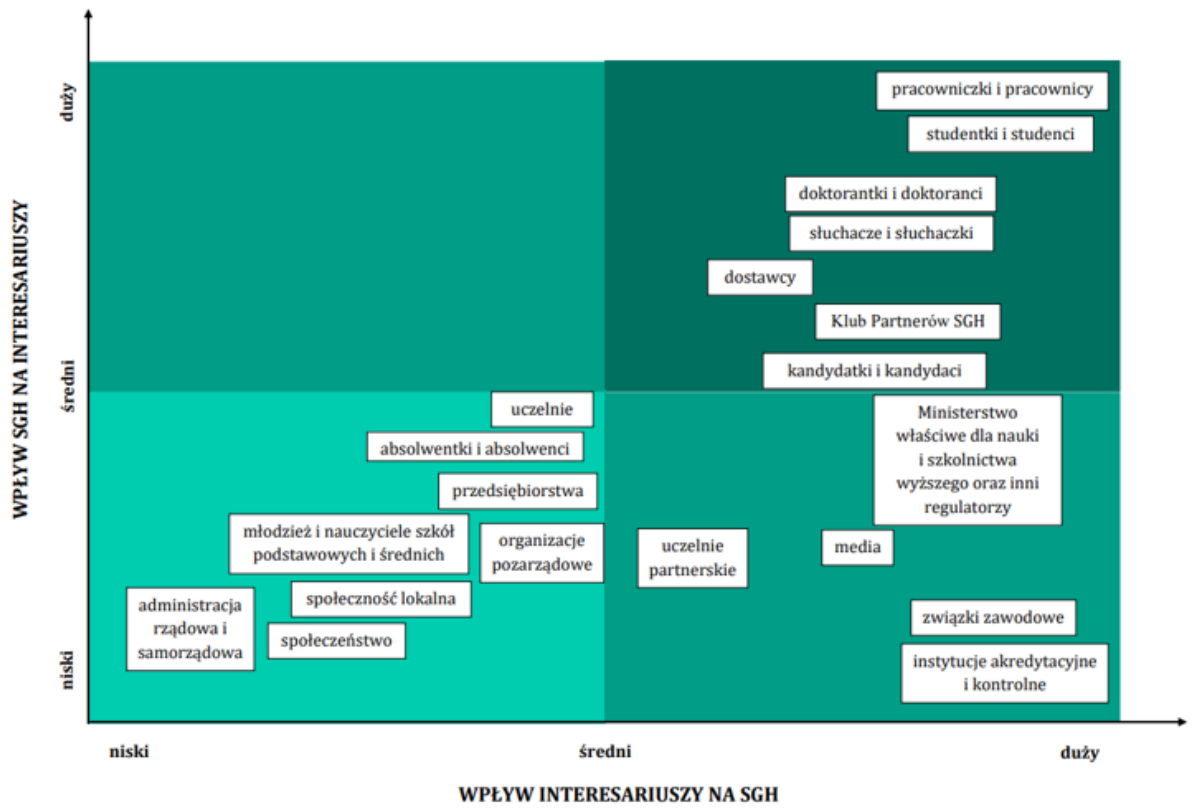 WPŁYW SGH NA INTERESARIUSZY
duży
średni
niski
pracowniczki i pracownicy
studentki i studenci
doktorantki i doktoranci
słuchacze i słuchaczki
dostawcy
Klub Partnerów SGH
kandydatki i kandydaci
uczelnie
absolwentki i absolwenci
przedsiębiorstwa
młodzież i nauczyciele szkół
podstawowych i średnich
organizacje
pozarządowe
społeczność lokalna
administracja
rządowa i
samorządowa
społeczeństwo
Ministerstwo
właściwe dla nauki
i szkolnictwa
wyższego oraz inni
regulatorzy
uczelnie
partnerskie
media
związki zawodowe
instytucje akredytacyjne
i kontrolne
niski
średni
duży
WPŁYW INTERESARIUSZY NA SGH